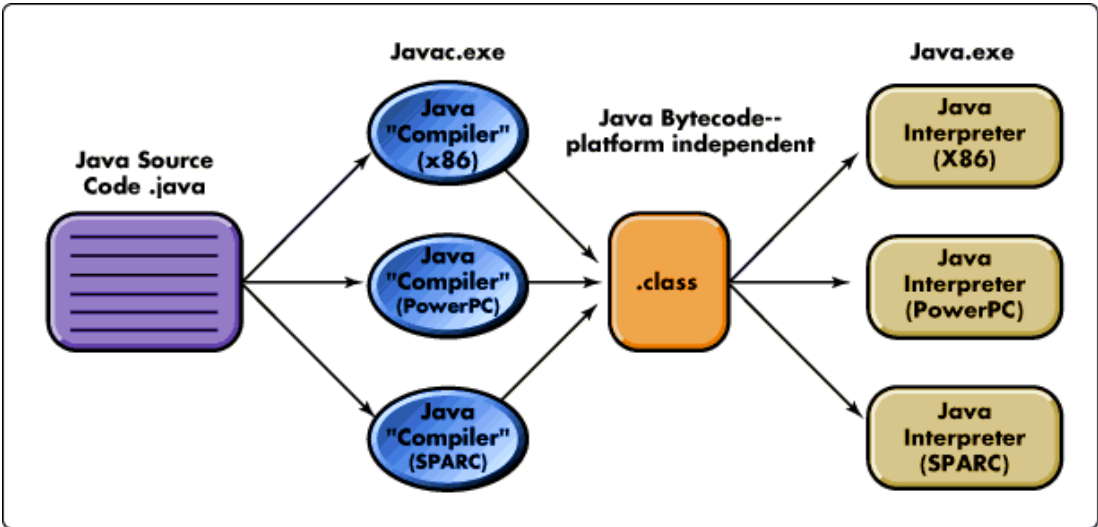 Javac.exe
Java.exe
Java Source
Code .java
Java
"Compiler"
(x86)
Java
"Compiler"
(PowerPC)
Java
"Compiler"
(SPARC)
Java Bytecode--
platform independent
.class
Java
Interpreter
(X86)
Java
Interpreter
(PowerPC)
Java
Interpreter
(SPARC)